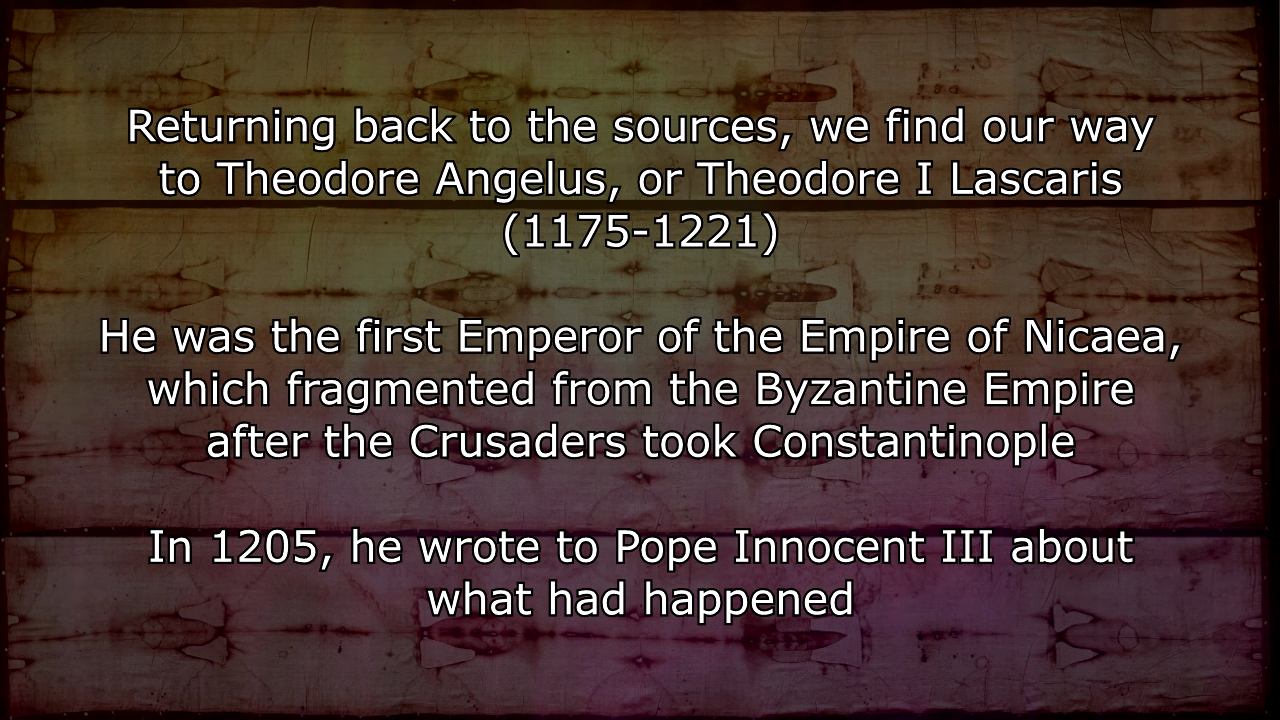 Returning back to the sources, we find our way
to Theodore Angelus, or Theodore I Lascaris
(1175-1221)
He was the first Emperor of the Empire of Nicaea,
which fragmented from the Byzantine Empire
after the Crusaders took Constantinople
In 1205, he wrote to Pope Innocent III about
what had happened